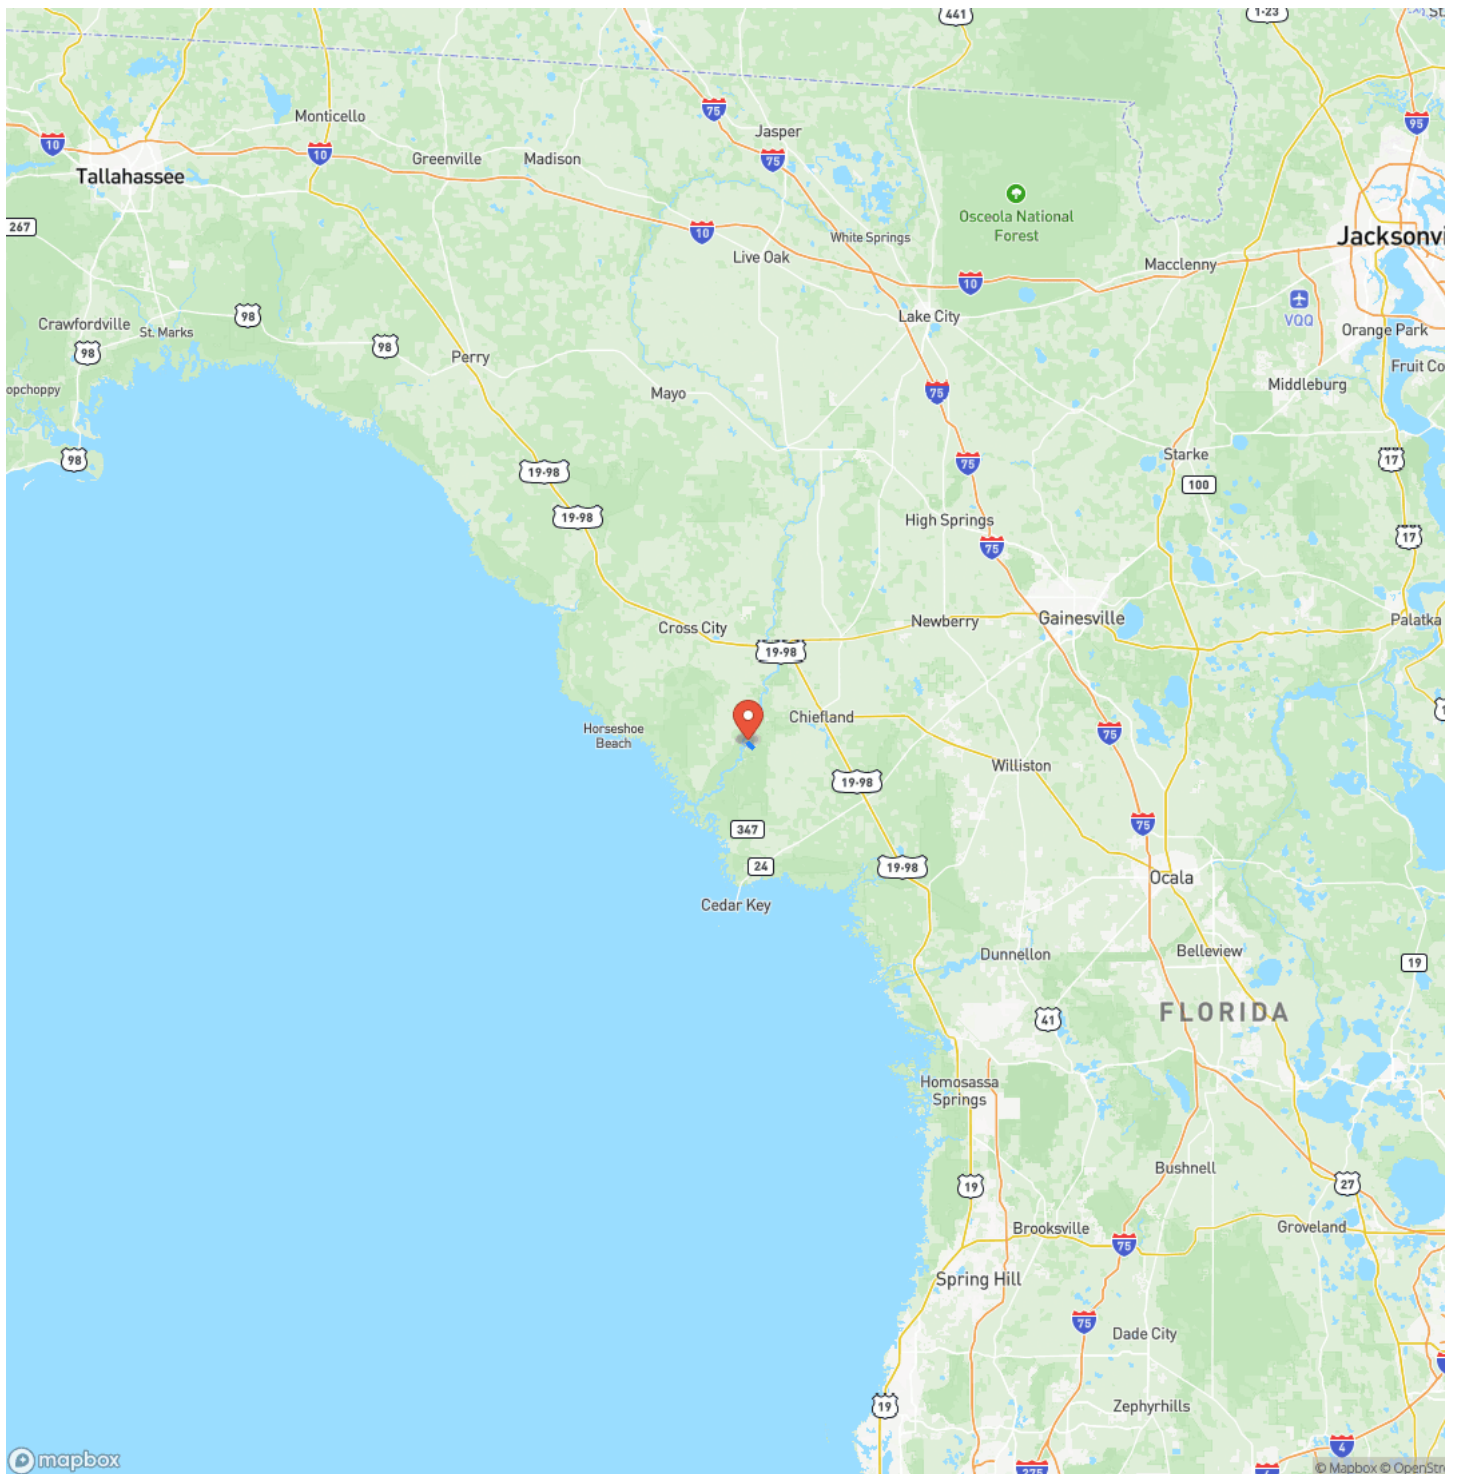 441
1-23
St.
75
95
Monticello
Jasper
10
10
Greenville
Madison
75
Tallahassee
Osceola National
Forest
267
10
White Springs
Jacksonvi
Live Oak
Macclenny
10
VQQ
98
Lake City
Crawfordville
St. Marks
Orange Park
98
98
Perry
Fruit Co
opchoppy
Mayo
75
Middleburg
98
Starke
17
75
19-98
100
19-98
High Springs
17
75
Cross City
Newberry
Gainesville
Palatka
19-98
Chiefland
1
Horseshoe
Beach
75
Williston
19-98
347
75
24
19-98
Ocala
Cedar Key
Dunnellon
Belleview
19
FLORIDA
41
Homosassa
Springs
Bushnell
19
27
Brooksville
Groveland
75
Spring Hill
75
Dade City
19
Zephyrhills
4
mapbox
275
4
© Mapbox © OpenStre